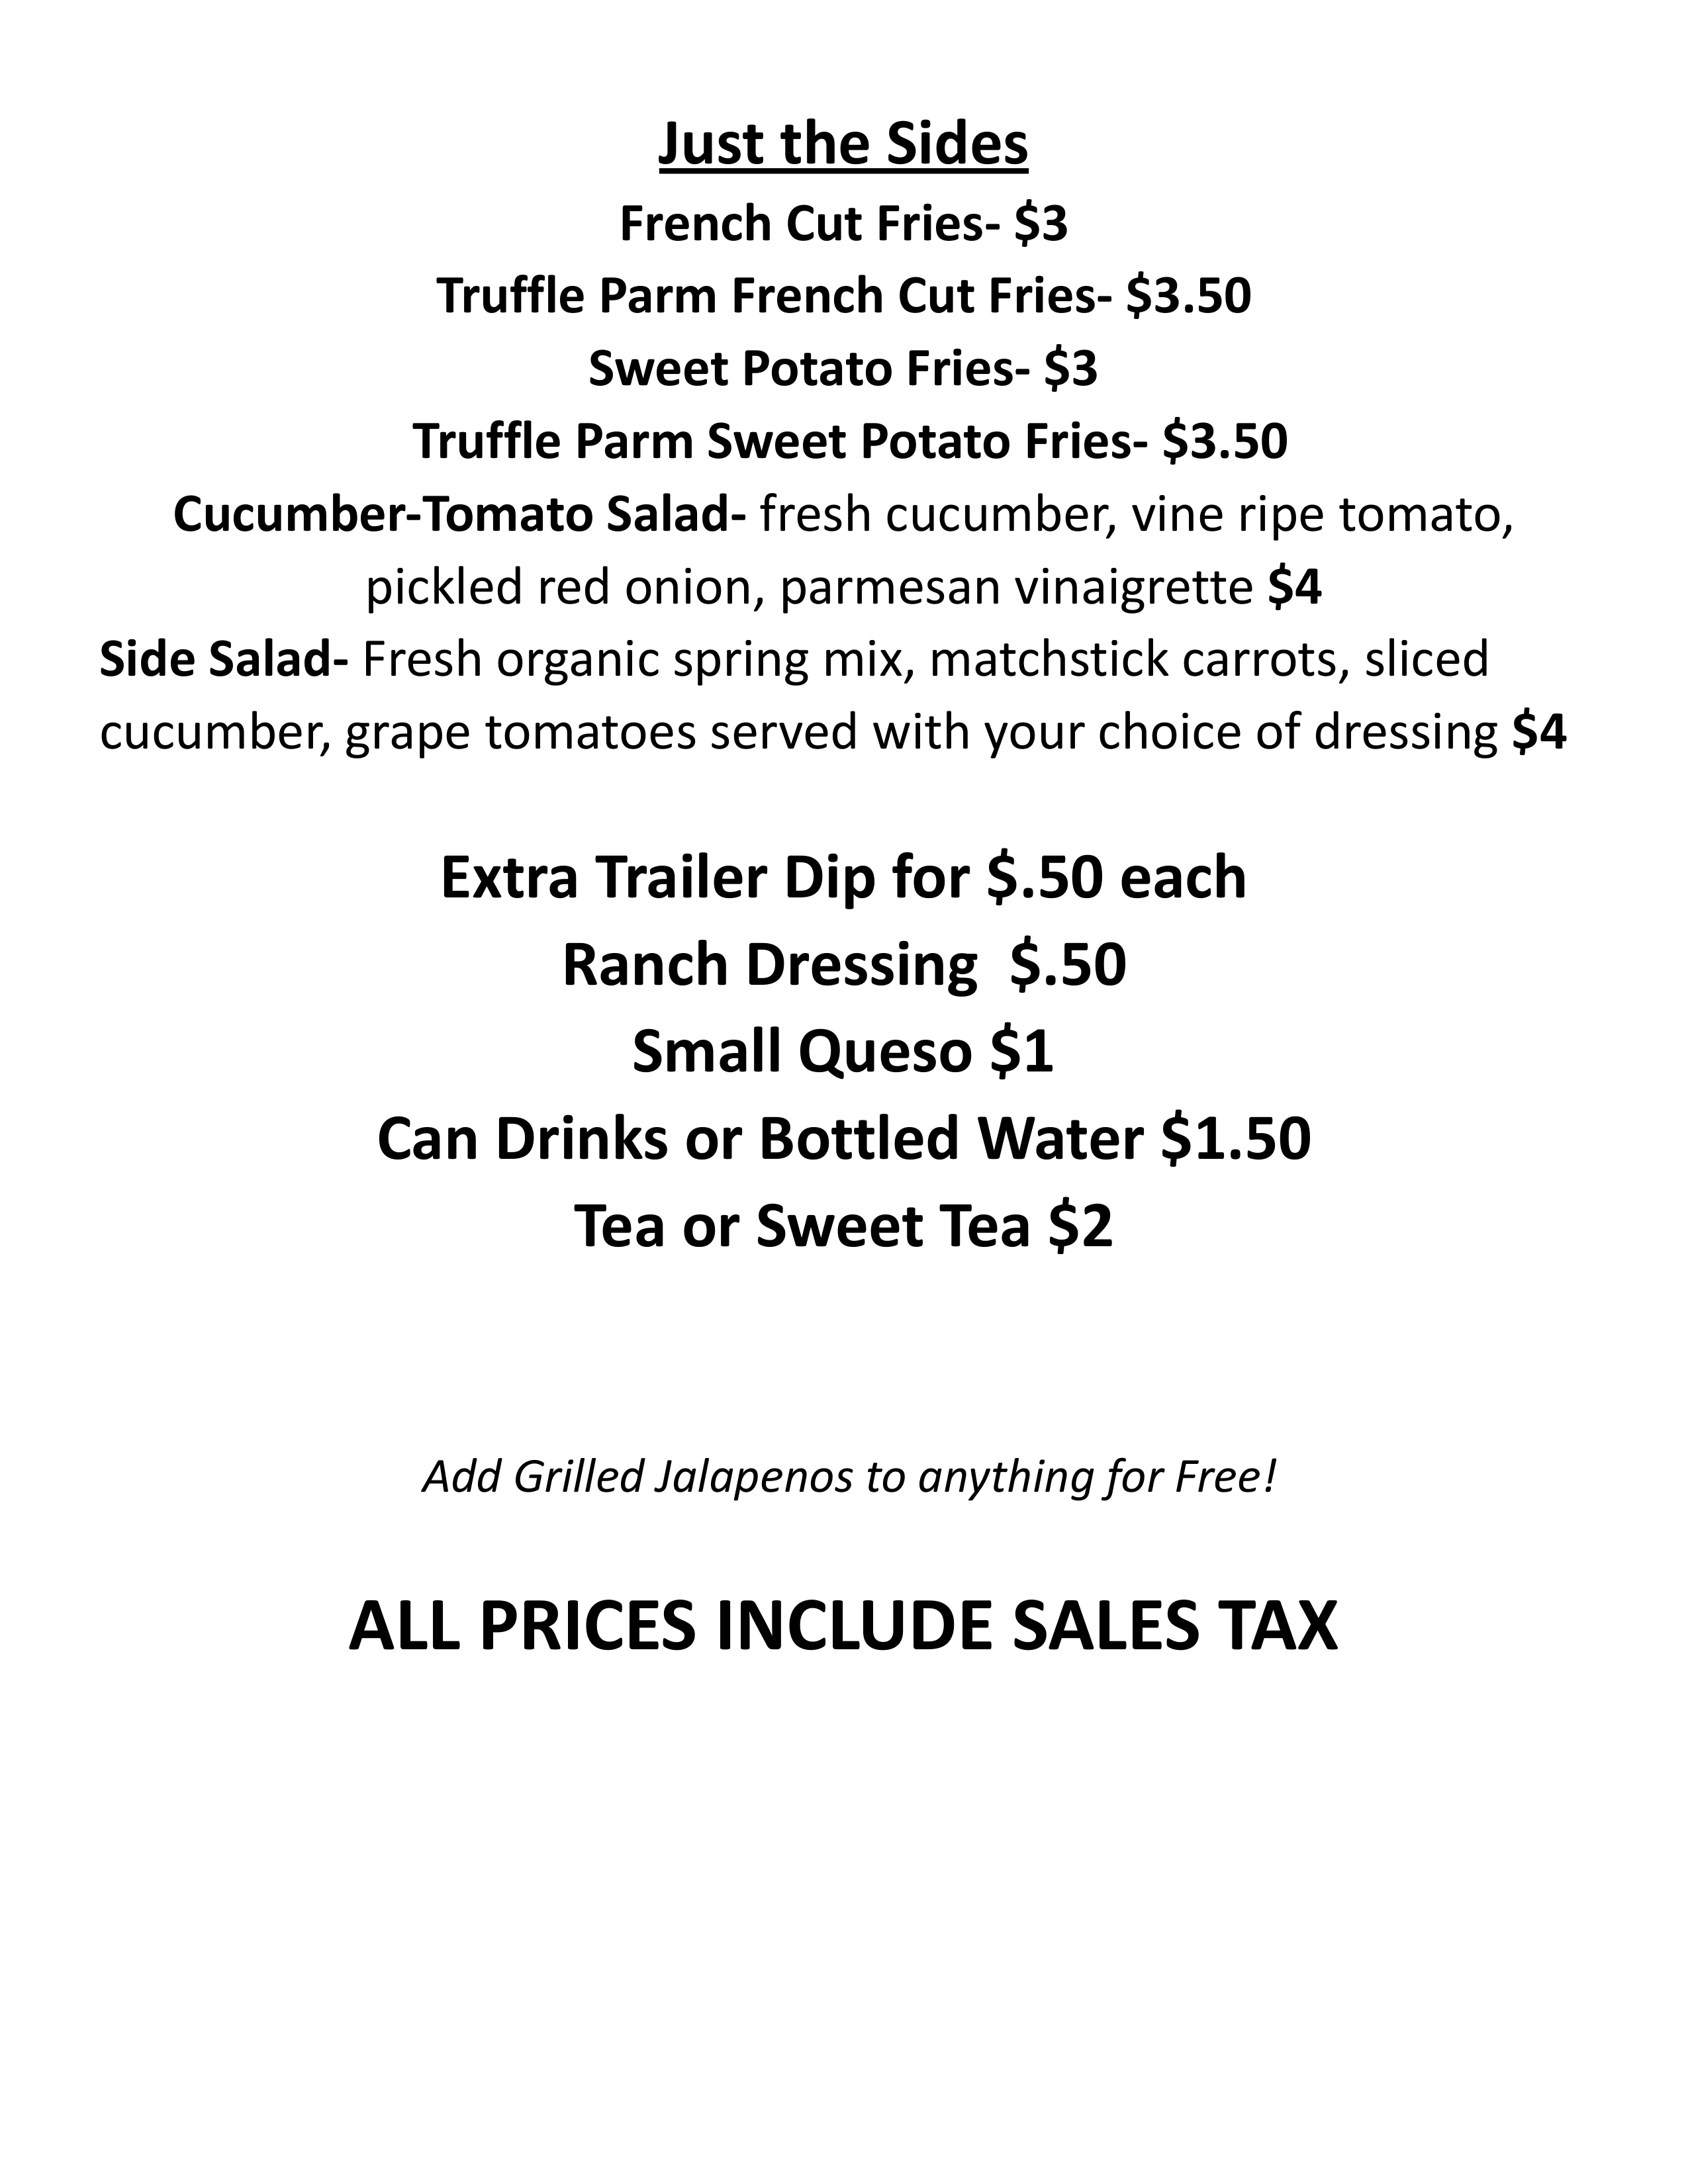 Just the Sides
French Cut Fries- $3
Truffle Parm French Cut Fries- $3.50
Sweet Potato Fries- $3
Truffle Parm Sweet Potato Fries- $3.50
Cucumber-Tomato Salad- fresh cucumber, vine ripe tomato,
pickled red onion, parmesan vinaigrette $4
Side Salad- Fresh organic spring mix, matchstick carrots, sliced
cucumber, grape tomatoes served with your choice of dressing $4
Extra Trailer Dip for $.50 each
Ranch Dressing  $.50
Small Queso $1
Can Drinks or Bottled Water $1.50
Tea or Sweet Tea $2
Add Grilled Jalapenos to anything for Free!
ALL PRICES INCLUDE SALES TAX